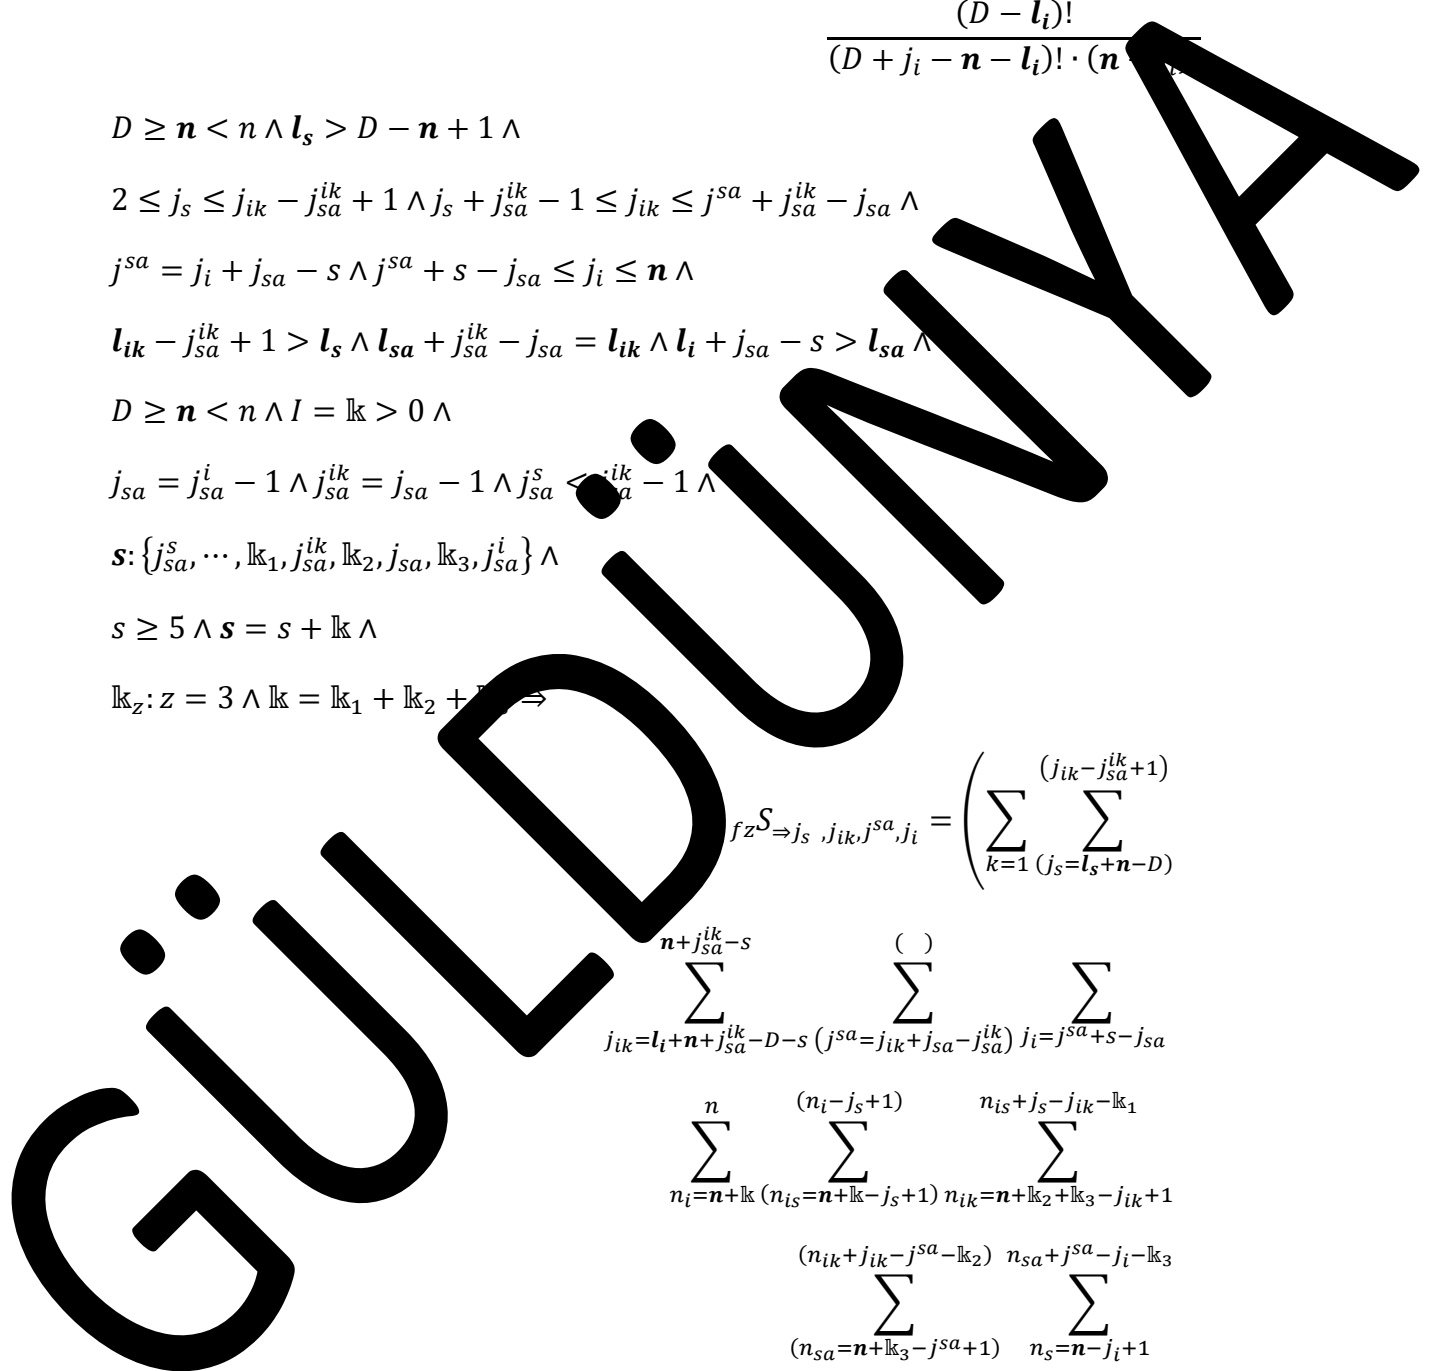 (D − l_i)!
(D + j_i − n − l_i)! · (n
D ≥ n < n ∧ l_s > D − n + 1 ∧
2 ≤ j_s ≤ j_ik − j_sa^ik + 1 ∧ j_s + j_sa^ik − 1 ≤ j_ik ≤ j^sa + j_sa^ik − j_sa ∧
j^sa = j_i + j_sa − s ∧ j^sa + s − j_sa ≤ j_i ≤ n ∧
l_ik − j_sa^ik + 1 > l_s ∧ l_sa + j_sa^ik − j_sa = l_ik ∧ l_i + j_sa − s > l_sa ∧
D ≥ n < n ∧ I = 𝕜 > 0 ∧
j_sa = j_sa^i − 1 ∧ j_sa^ik = j_sa − 1 ∧ j_sa^s < j_sa^ik − 1 ∧
s: {j_sa^s, ⋯, 𝕜_1, j_sa^ik, 𝕜_2, j_sa, 𝕜_3, j_sa^i} ∧
s ≥ 5 ∧ s = s + 𝕜 ∧
𝕜_z: z = 3 ∧ 𝕜 = 𝕜_1 + 𝕜_2 + ⇒
(j_ik−j_sa^ik+1)
fzS⇒j_s ,j_ik,j^sa,j_i = ( ∑ ∑
k=1 (j_s=l_s+n−D)
n+j_sa^ik−s ( )
∑ ∑ ∑
j_ik=l_i+n+j_sa^ik−D−s (j^sa=j_ik+j_sa−j_sa^ik) j_i=j^sa+s−j_sa
n (n_i−j_s+1) n_is+j_s−j_ik−𝕜_1
∑ ∑ ∑
n_i=n+𝕜 (n_is=n+𝕜−j_s+1) n_ik=n+𝕜_2+𝕜_3−j_ik+1
(n_ik+j_ik−j^sa−𝕜_2) n_sa+j^sa−j_i−𝕜_3
∑ ∑
(n_sa=n+𝕜_3−j^sa+1) n_s=n−j_i+1
GÜLDÜNYA